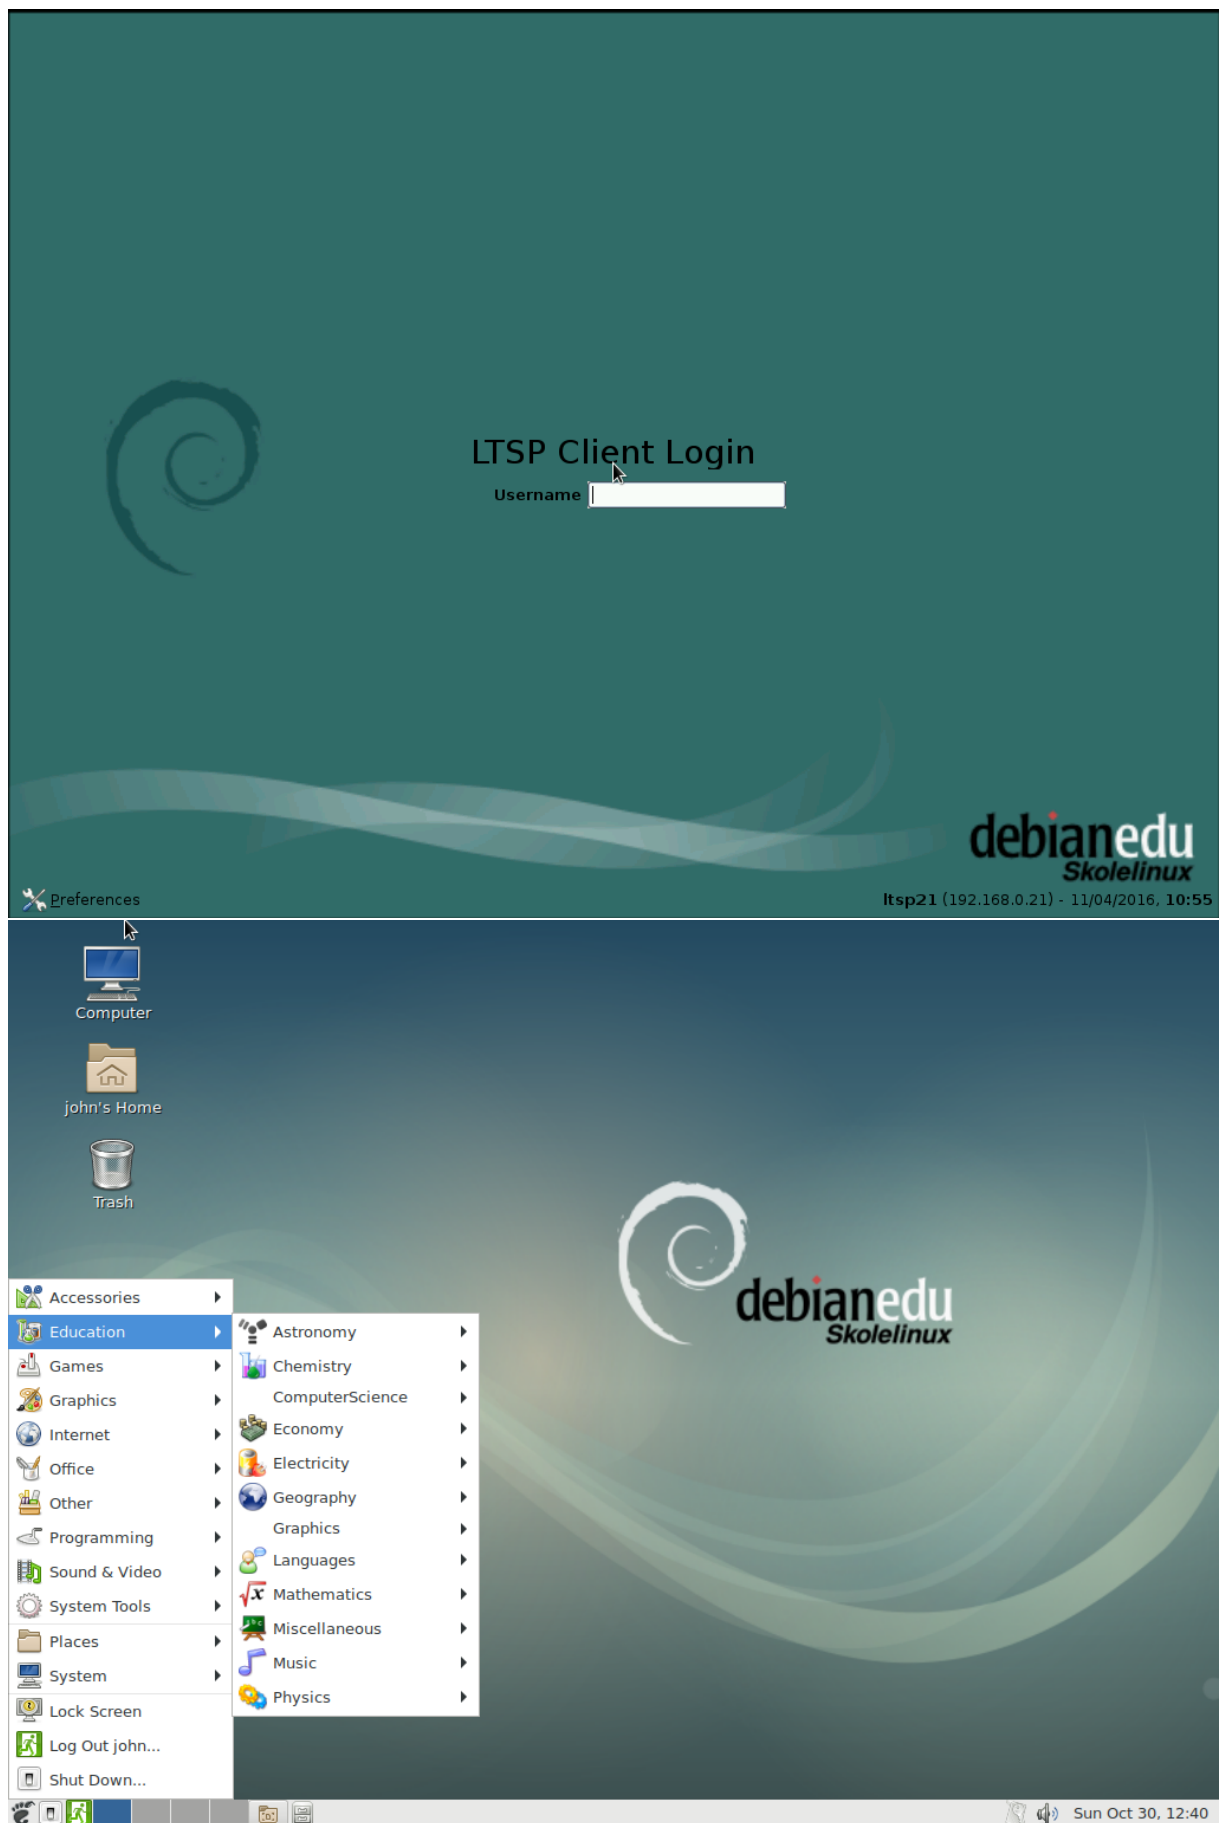 LTSP Client Login
Username
debianedu
Skolelinux
Preferences
ltsp21 (192.168.0.21) - 11/04/2016, 10:55
Computer
john's Home
Trash
debianedu
Skolelinux
Accessories
Education
Games
Graphics
Internet
Office
Other
Programming
Sound & Video
System Tools
Places
System
Lock Screen
Log Out john...
Shut Down...
Astronomy
Chemistry
ComputerScience
Economy
Electricity
Geography
Graphics
Languages
Mathematics
Miscellaneous
Music
Physics
Sun Oct 30, 12:40